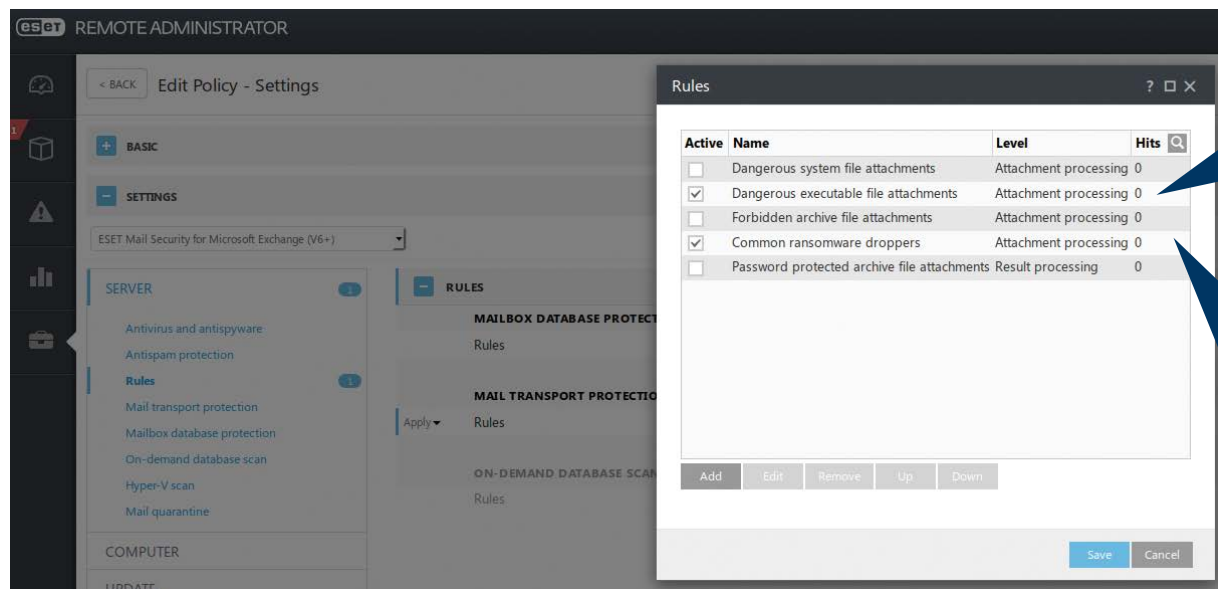 eset REMOTE ADMINISTRATOR
< BACK Edit Policy - Settings
1
+ BASIC
- SETTINGS
ESET Mail Security for Microsoft Exchange (V6+)
SERVER 1
Antivirus and antispyware
Antispam protection
Rules 1
Mail transport protection
Mailbox database protection
On-demand database scan
Hyper-V scan
Mail quarantine
COMPUTER
UPDATE
- RULES
MAILBOX DATABASE PROTECT
Rules
MAIL TRANSPORT PROTECTIO
Apply Rules
ON-DEMAND DATABASE SCAN
Rules
Rules ?
Active Name Level Hits
Dangerous system file attachments Attachment processing 0
Dangerous executable file attachments Attachment processing 0
Forbidden archive file attachments Attachment processing 0
Common ransomware droppers Attachment processing 0
Password protected archive file attachments Result processing 0
Add Edit Remove Up Down
Save Cancel